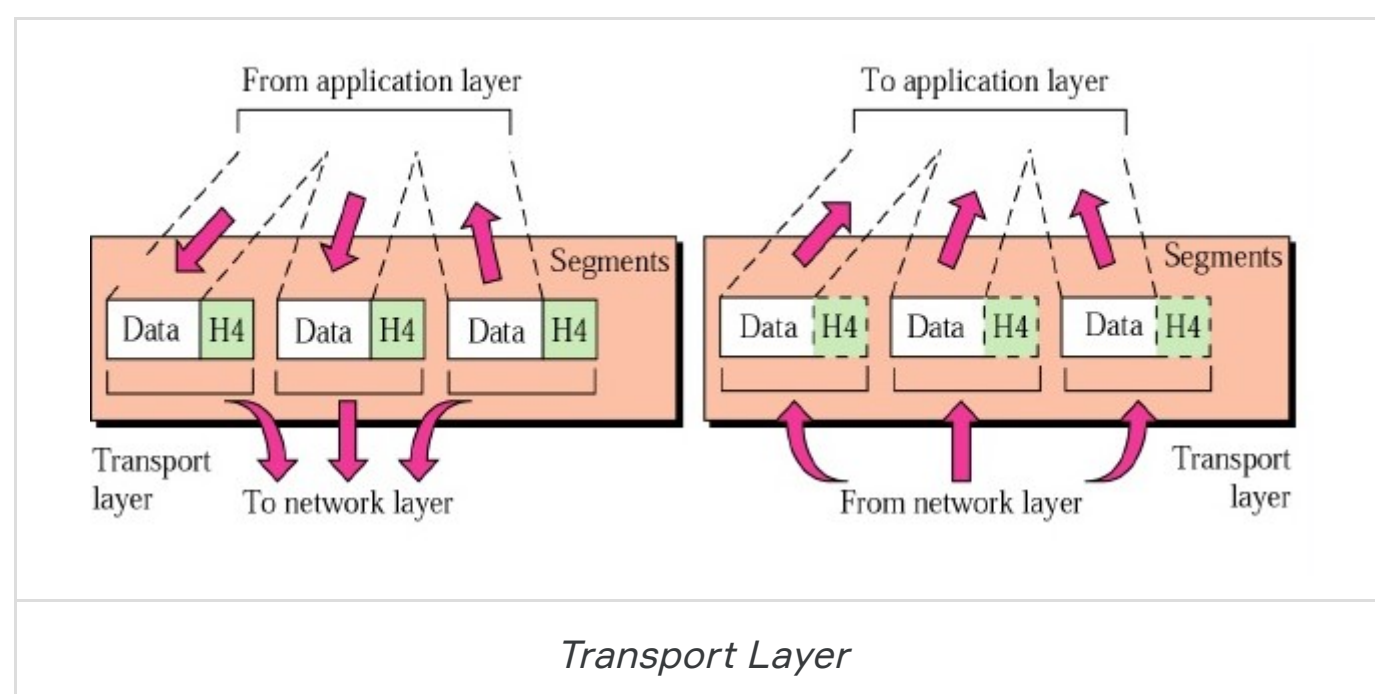 From application layer
To application layer
Segments
Segments
Data H4 Data H4 Data H4
Data H4 Data H4 Data H4
Transport
layer
To network layer
From network layer
Transport
layer
Transport Layer